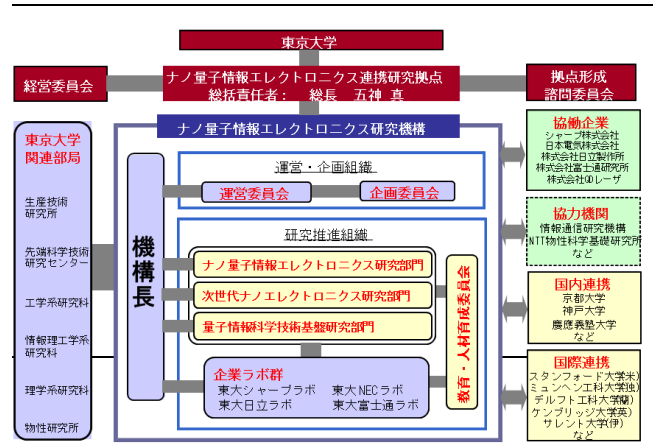 東京大学
経営委員会
ナノ量子情報エレクトロニクス連携研究拠点
総括責任者： 総長 五神 真
拠点形成
諮問委員会
ナノ量子情報エレクトロニクス研究機構
東京大学
関連部局
生産技術
研究所
先端科学技術
研究センター
工学系研究科
情報理工学系
研究科
理学系研究科
物性研究所
機構長
運営・企画組織
運営委員会
企画委員会
研究推進組織
ナノ量子情報エレクトロニクス研究部門
次世代ナノエレクトロニクス研究部門
量子情報科学技術基盤研究部門
教育・人材育成委員会
企業ラボ群
東大シャープラボ 東大NECラボ
東大日立ラボ 東大富士通ラボ
協働企業
シャープ株式会社
日本電気株式会社
株式会社日立製作所
株式会社富士通研究所
株式会社QDレーザ
協力機関
情報通信研究機構
NTT物性科学基礎研究所
など
国内連携
京都大学
神戸大学
慶應義塾大学
など
国際連携
スタンフォード大学米)
ミュンヘン工科大学独)
デルフト工科大学蘭)
ケンブリッジ大学英)
サレント大学(伊)
など